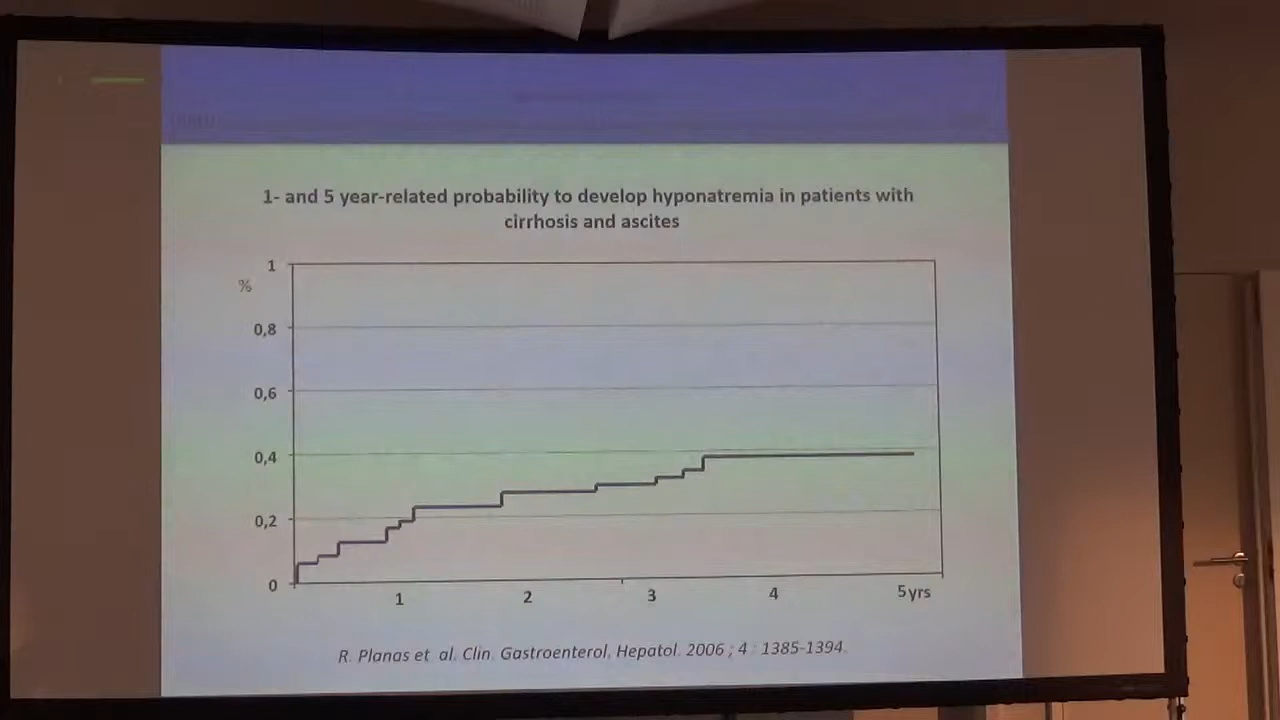 1- and 5 year-related probability to develop hyponatremia in patients with
cirrhosis and ascites
1
%
0,8
0,6
0,4
0,2
0
1 2 3 4 5 yrs
R. Planas et al. Clin. Gastroenterol. Hepatol. 2006 ; 4 : 1385-1394.